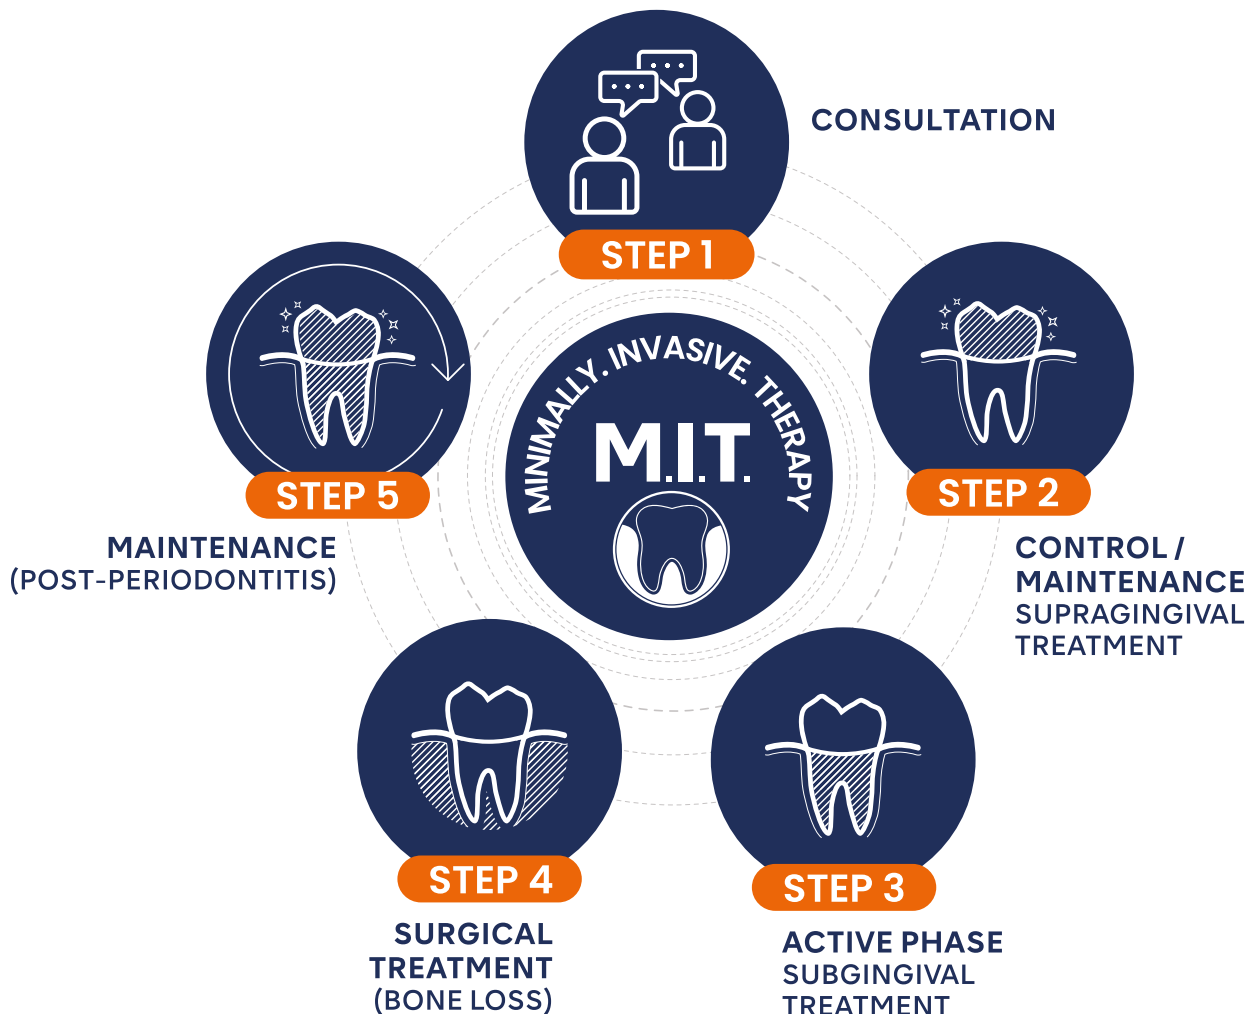 CONSULTATION
STEP 1
MINIMALLY. INVASIVE. THERAPY
M.I.T.
STEP 2
CONTROL /
MAINTENANCE
SUPRAGINGIVAL
TREATMENT
STEP 3
ACTIVE PHASE
SUBGINGIVAL
TREATMENT
STEP 4
SURGICAL
TREATMENT
(BONE LOSS)
STEP 5
MAINTENANCE
(POST-PERIODONTITIS)